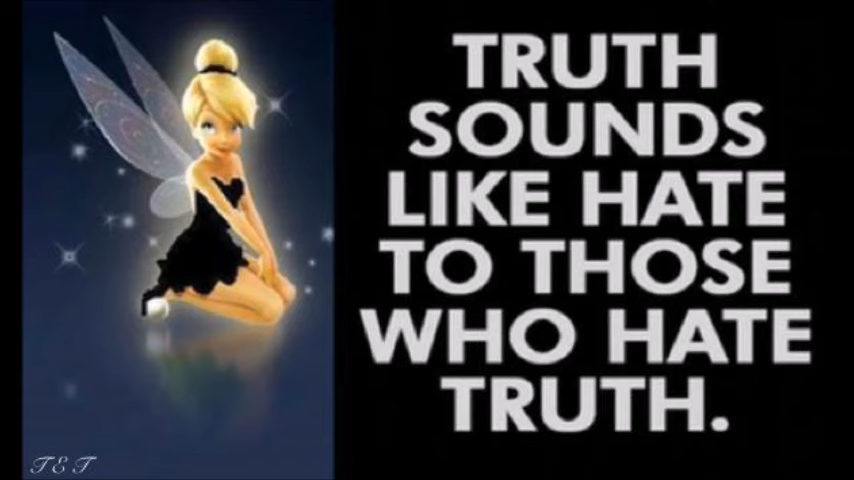 TRUTH
SOUNDS
LIKE HATE
TO THOSE
WHO HATE
TRUTH.
T&T